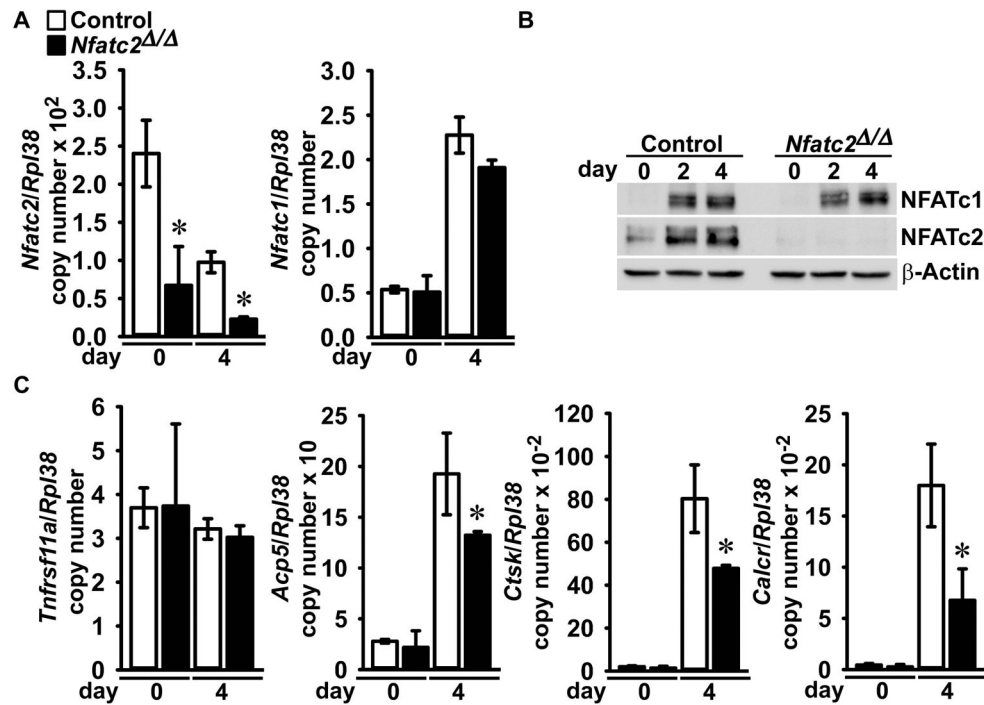 A
Control
Nfatc2Δ/Δ
Nfatc2/Rpl38
copy number x 10²
3.5
3.0
2.5
2.0
1.5
1.0
0.5
0.0
*
*
day 0 4
Nfatc1/Rpl38
copy number
3.0
2.5
2.0
1.5
1.0
0.5
0.0
day 0 4
B
Control Nfatc2Δ/Δ
day 0 2 4 0 2 4
NFATc1
NFATc2
β-Actin
C
Tnfrsf11a/Rpl38
copy number
6
5
4
3
2
1
0
day 0 4
Acp5/Rpl38
copy number x 10
25
20
15
10
5
0
*
day 0 4
Ctsk/Rpl38
copy number x 10⁻²
120
100
80
60
40
20
0
*
day 0 4
Calcr/Rpl38
copy number x 10⁻²
25
20
15
10
5
0
*
day 0 4